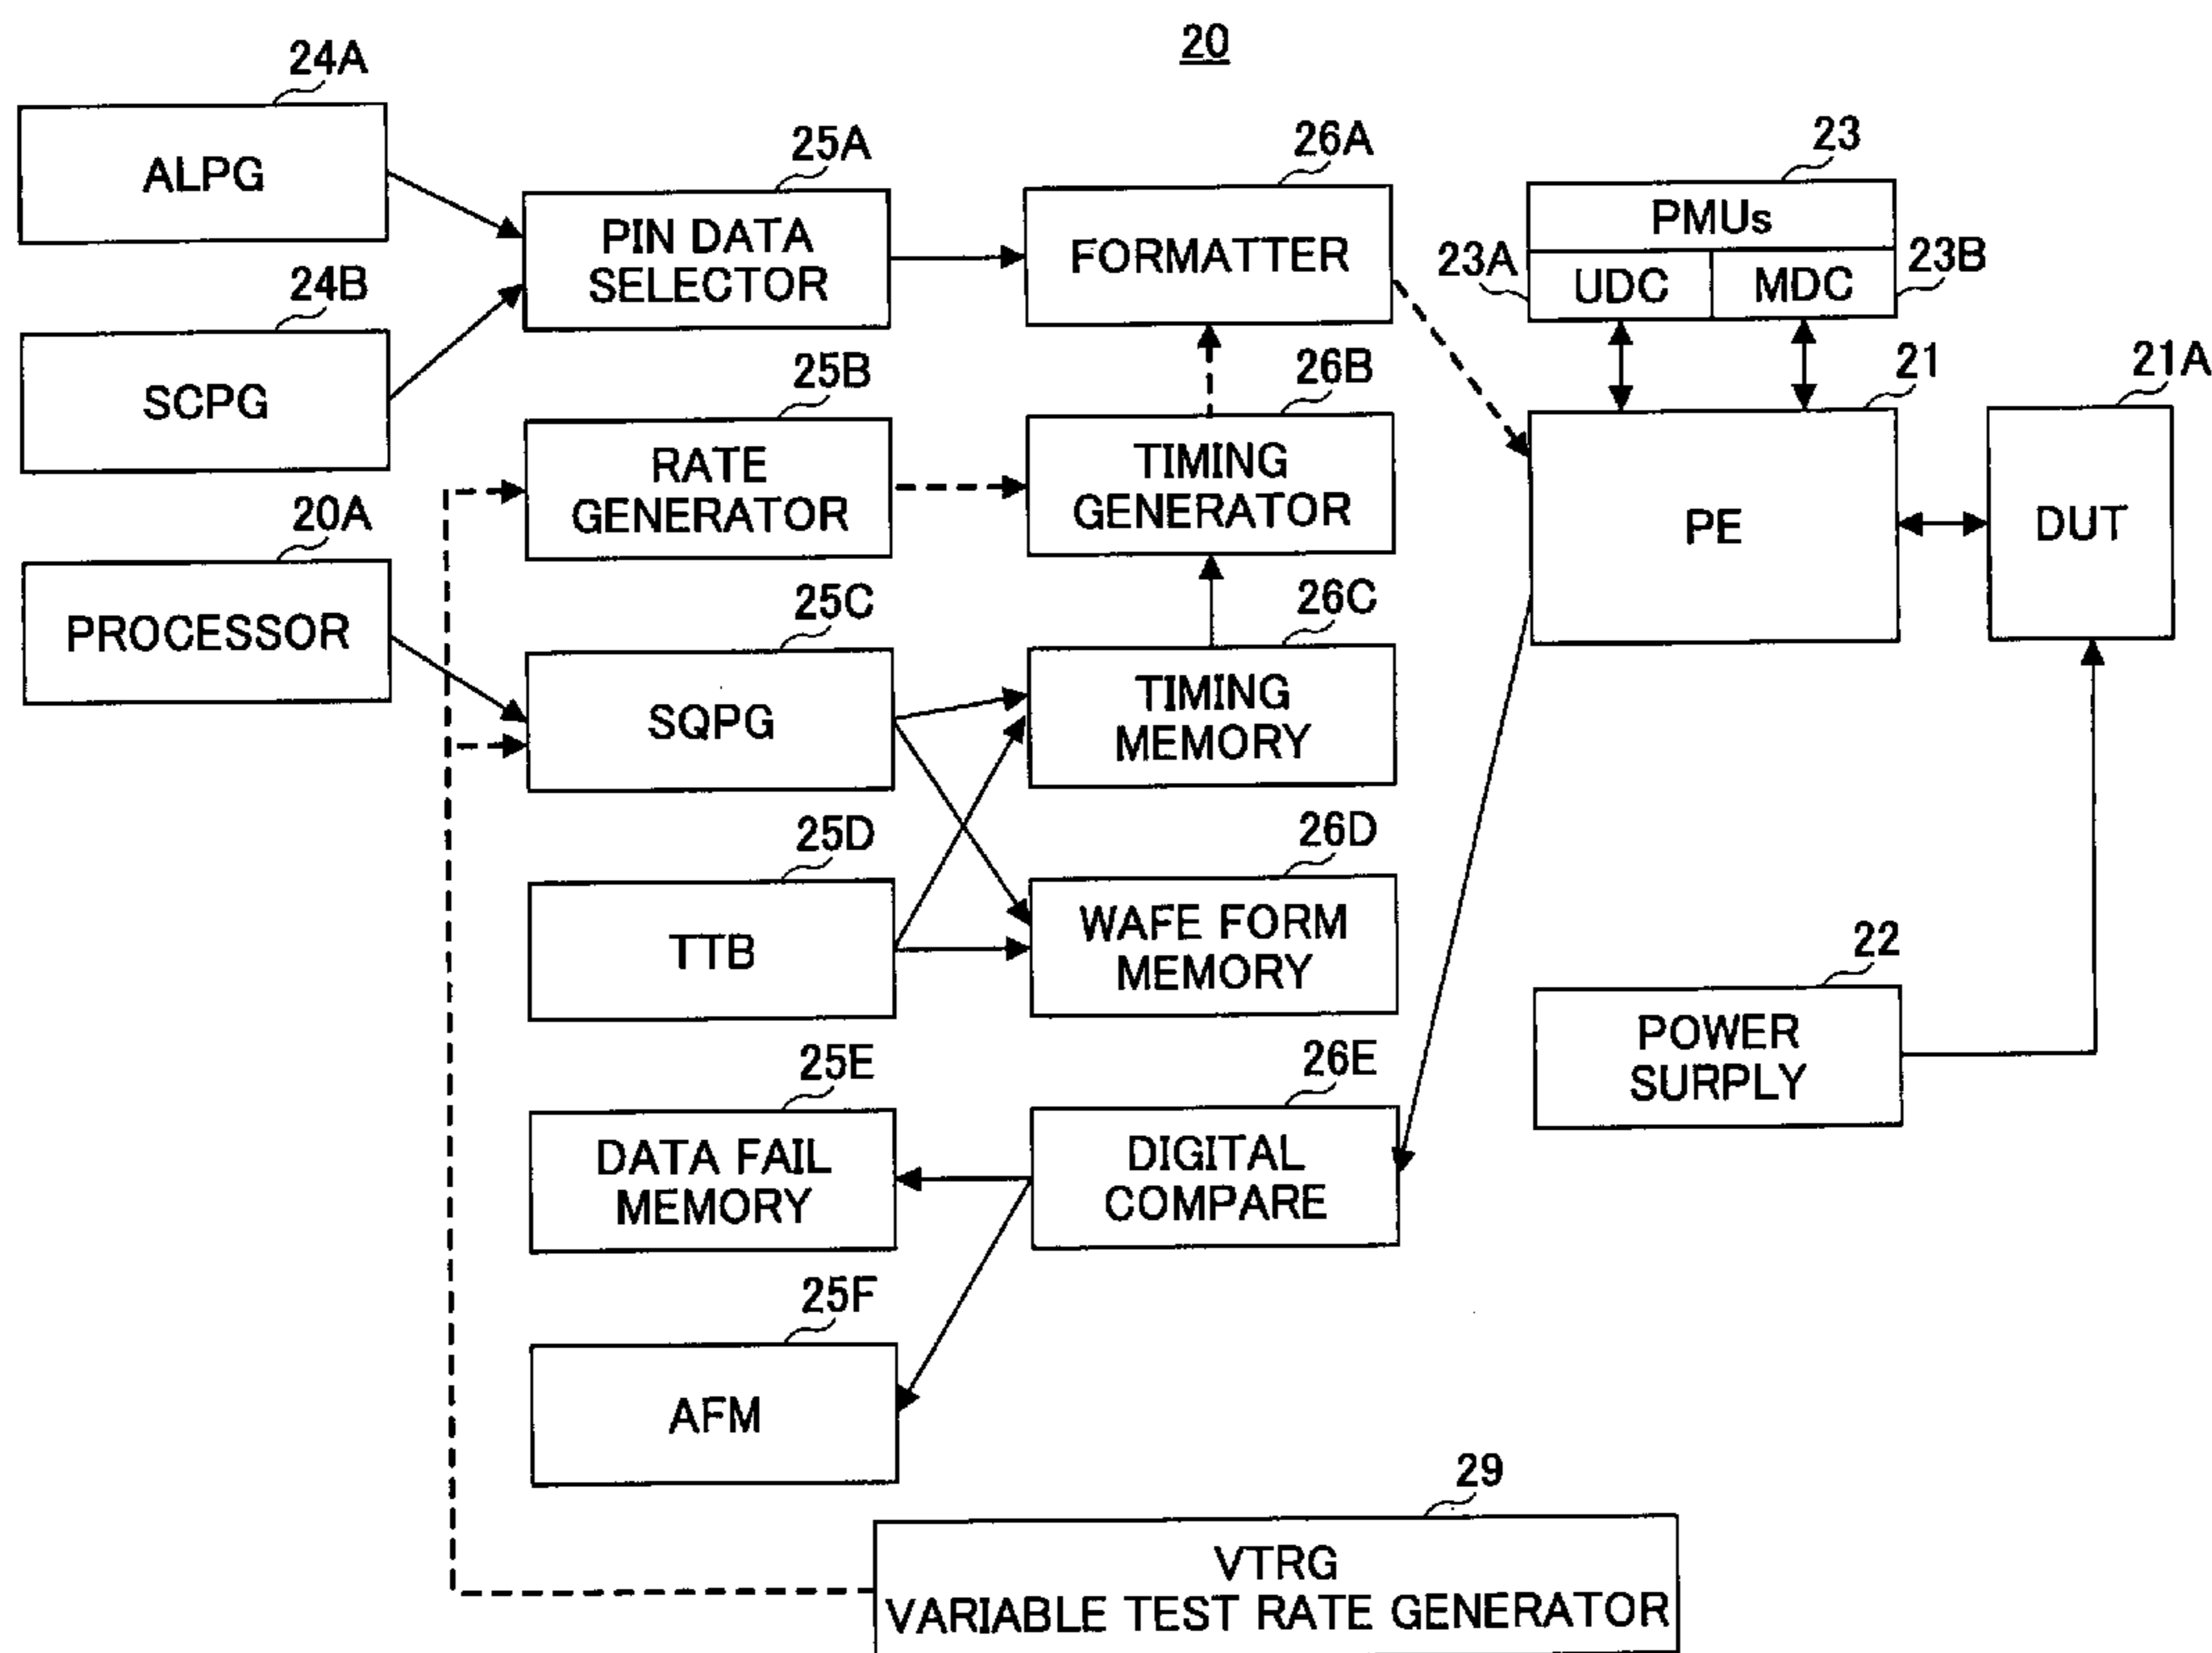 20
24A
ALPG
24B
SCPG
20A
PROCESSOR
25A
PIN DATA
SELECTOR
25B
RATE
GENERATOR
25C
SQPG
25D
TTB
25E
DATA FAIL
MEMORY
25F
AFM
26A
FORMATTER
26B
TIMING
GENERATOR
26C
TIMING
MEMORY
26D
WAFE FORM
MEMORY
26E
DIGITAL
COMPARE
23
PMUs
23A
UDC
MDC
23B
21
PE
21A
DUT
22
POWER
SURPLY
29
VTRG
VARIABLE TEST RATE GENERATOR